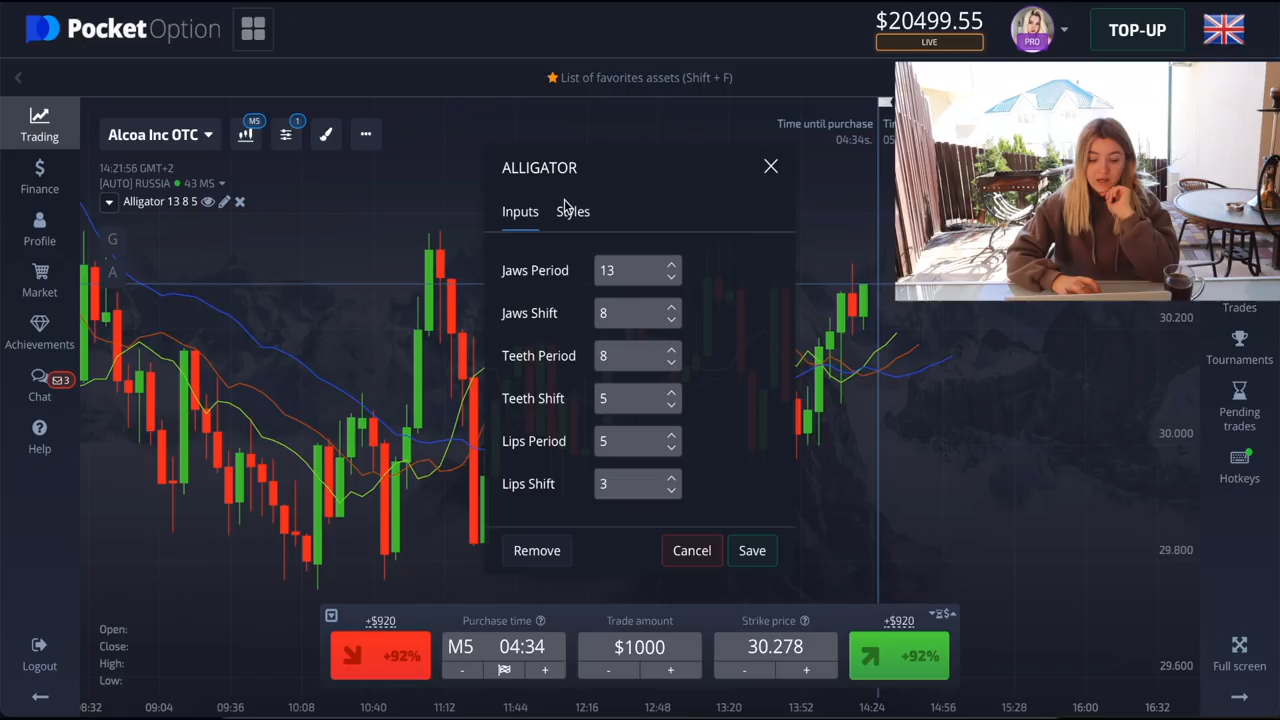 PocketOption
$20499.55
LIVE
PRO
TOP-UP
List of favorites assets (Shift + F)
Trading
Finance
Profile
Market
Achievements
3
Chat
Help
Logout
Alcoa Inc OTC
M5
1
14:21:56 GMT+2
[AUTO] RUSSIA 43 MS
Alligator 13 8 5
G
A
Time until purchase
04:34s.
ALLIGATOR
Inputs Styles
Jaws Period 13
Jaws Shift 8
Teeth Period 8
Teeth Shift 5
Lips Period 5
Lips Shift 3
Remove Cancel Save
30.200
30.000
29.800
29.600
Trades
Tournaments
Pending
trades
Hotkeys
Full screen
Open:
Close:
High:
Low:
+$920 Purchase time Trade amount Strike price +$920
+92% M5 04:34 $1000 30.278 +92%
- + - + - +
08:32 09:04 09:36 10:08 10:40 11:12 11:44 12:16 12:48 13:20 13:52 14:24 14:56 15:28 16:00 16:32